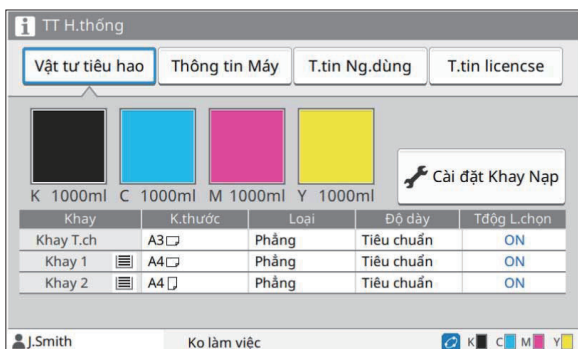 TT H.thống
Vật tư tiêu hao Thông tin Máy T.tin Ng.dùng T.tin licencse
K 1000ml C 1000ml M 1000ml Y 1000ml
Cài đặt Khay Nạp
Khay K.thước Loại Độ dày Tđộg L.chọn
Khay T.ch A3 Phẳng Tiêu chuẩn ON
Khay 1 A4 Phẳng Tiêu chuẩn ON
Khay 2 A4 Phẳng Tiêu chuẩn ON
J.Smith Ko làm việc K C M Y